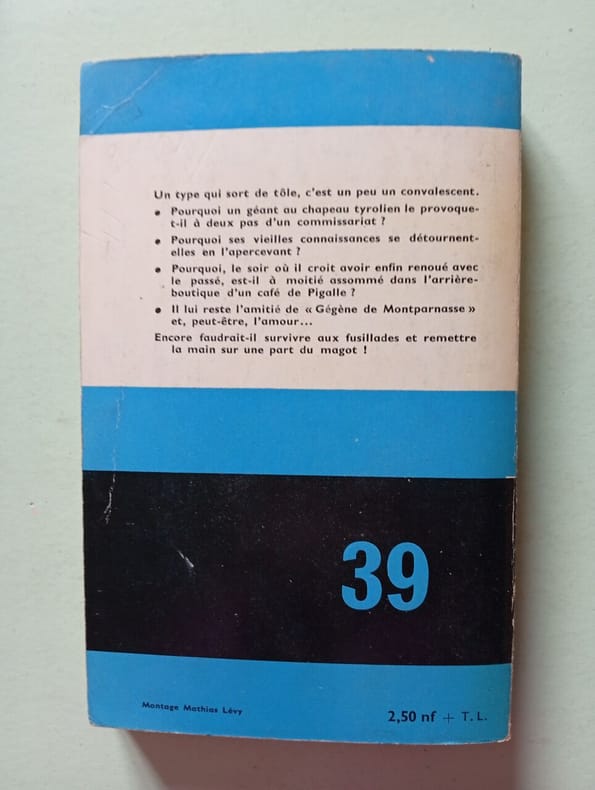 Un type qui sort de tôle, c'est un peu un convalescent.
• Pourquoi un géant au chapeau tyrolien le provoque-
t-il à deux pas d'un commissariat ?
• Pourquoi ses vieilles connaissances se détournent-
elles en l'apercevant ?
• Pourquoi, le soir où il croit avoir enfin renoué avec
le passé, est-il à moitié assommé dans l'arrière-
boutique d'un café de Pigalle ?
• Il lui reste l'amitié de « Gégène de Montparnasse »
et, peut-être, l'amour...
Encore faudrait-il survivre aux fusillades et remettre
la main sur une part du magot !
39
Montage Mathias Lévy
2,50 nf + T. L.